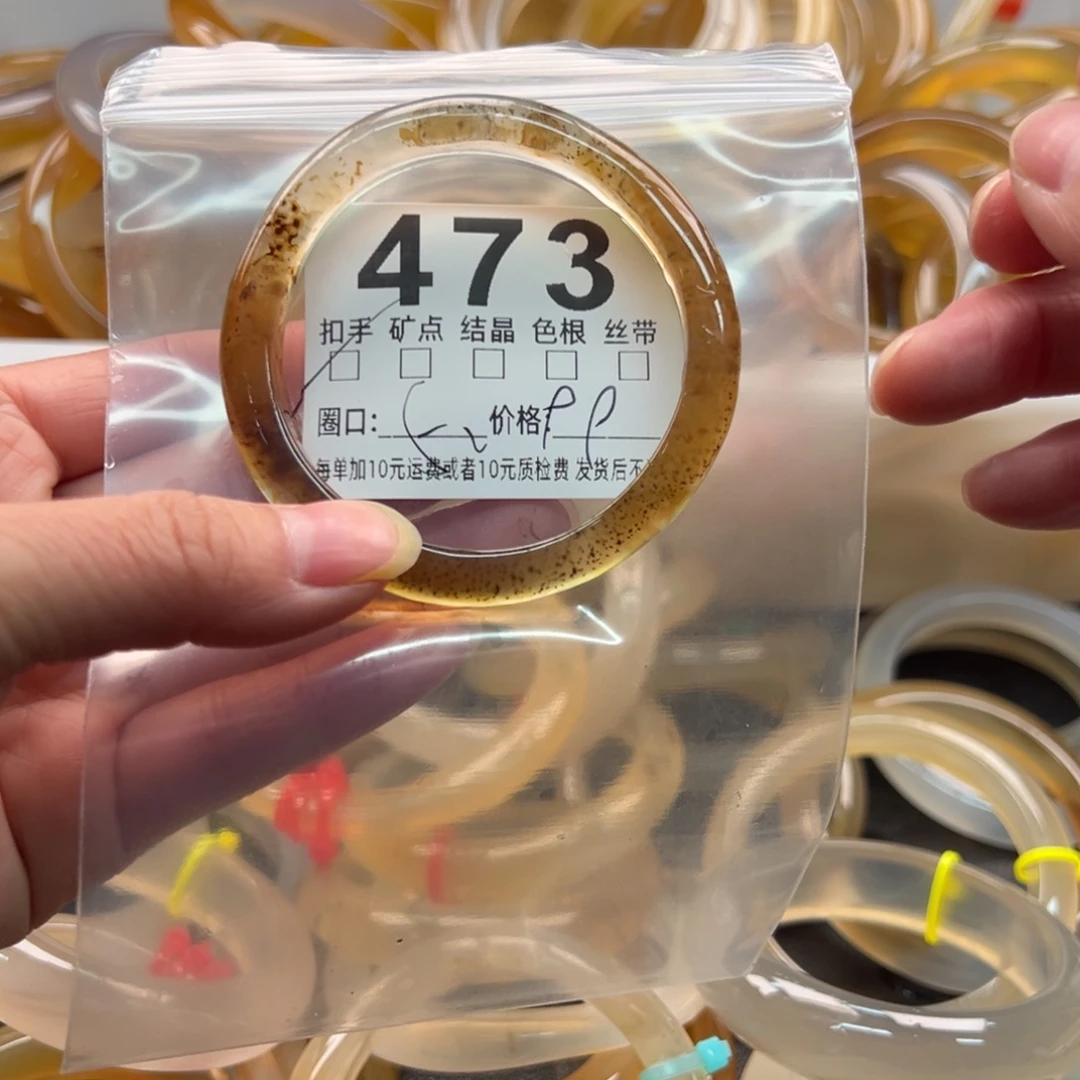 473
扣手 矿点 结晶 色根 丝带
圈口: 价格:
每单加10元运费或者10元质检费 发货后不